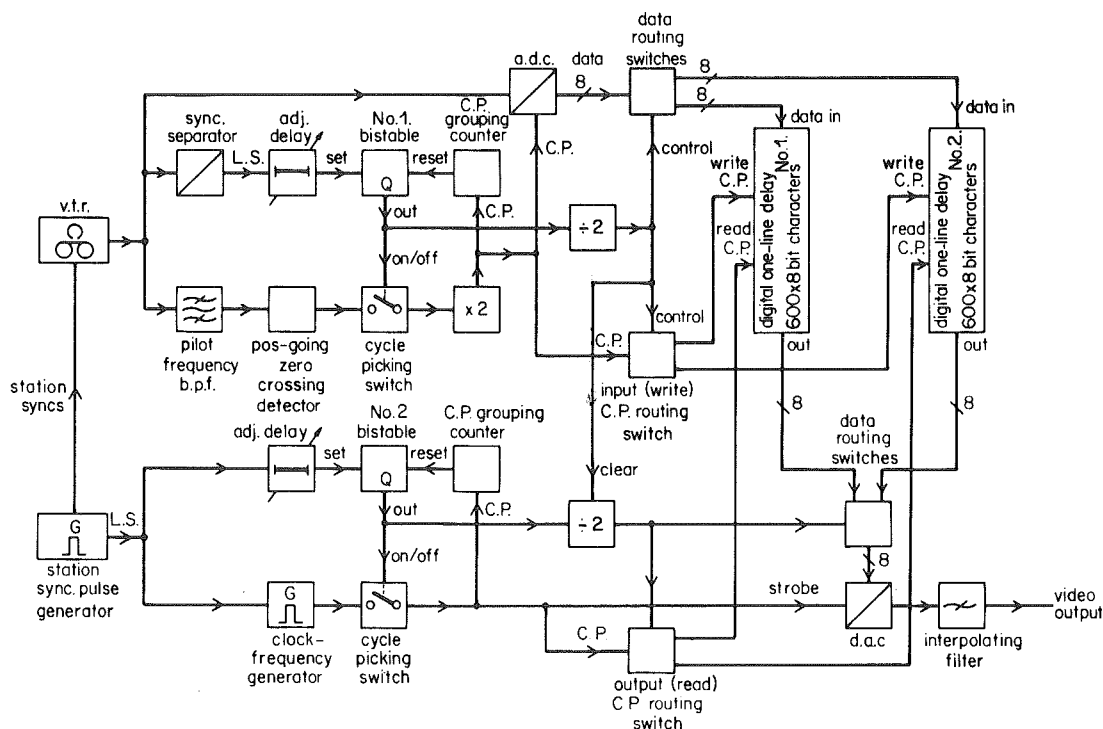 data
routing
switches
a.d.c.
data
8
8
8
C.P.
sync.
separator
adj.
delay
No.1.
bistable
grouping
counter
data in
data in
L.S.
set
Q
reset
C.P.
control
write
C.P.
write
C.P.
No.1.
digital one-line delay
600x8 bit characters
No.2.
digital one-line delay
600x8 bit characters
v.t.r.
out
C.P.
÷2
read
C.P.
read
C.P.
on/off
x 2
control
C.P.
out
out
pilot
frequency
b.p.f.
pos-going
zero
crossing
detector
cycle
picking
switch
input (write)
C.P. routing
switch
station
syncs
8
8
No.2
bistable
C.P. grouping
counter
adj. delay
set
Q
reset
data
routing
switches
clear
out
C.P.
÷2
G
L.S.
on/off
8
station
sync. pulse
generator
G
strobe
video
output
clock-
frequency
generator
cycle
picking
switch
C.P.
d.a.c
interpolating
filter
output (read)
C P routing
switch